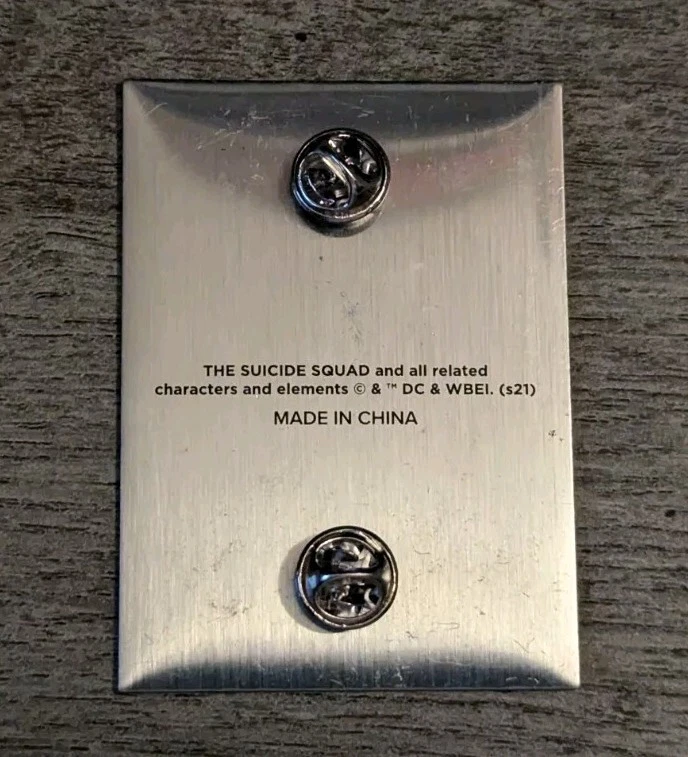 THE SUICIDE SQUAD and all related
characters and elements © & ™ DC & WBEI. (s21)
MADE IN CHINA